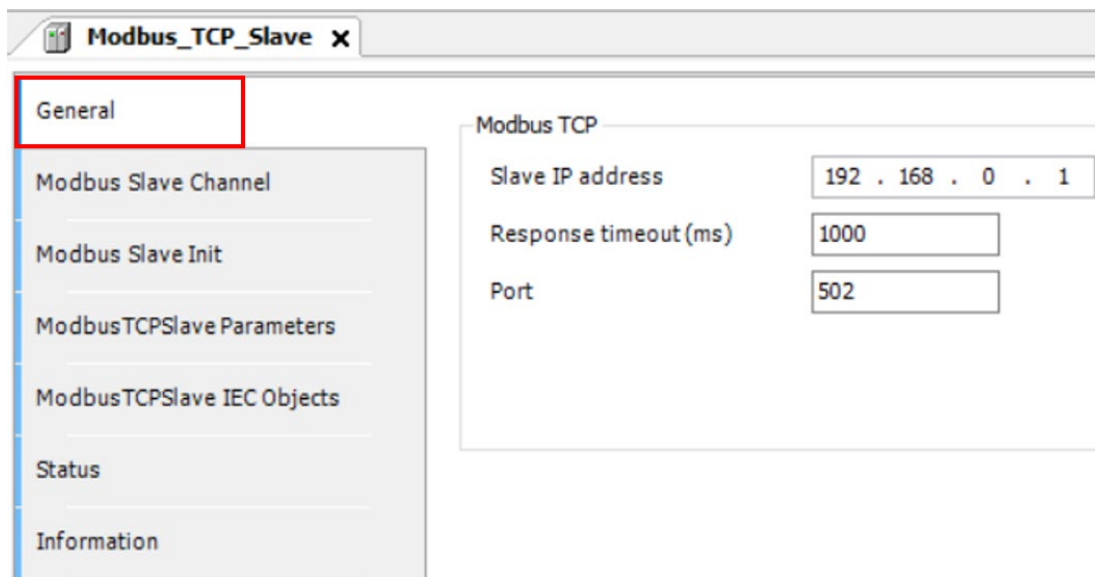 Modbus_TCP_Slave x
General
Modbus Slave Channel
Modbus Slave Init
ModbusTCPSlave Parameters
ModbusTCPSlave IEC Objects
Status
Information
Modbus TCP
Slave IP address 192 . 168 . 0 . 1
Response timeout (ms) 1000
Port 502